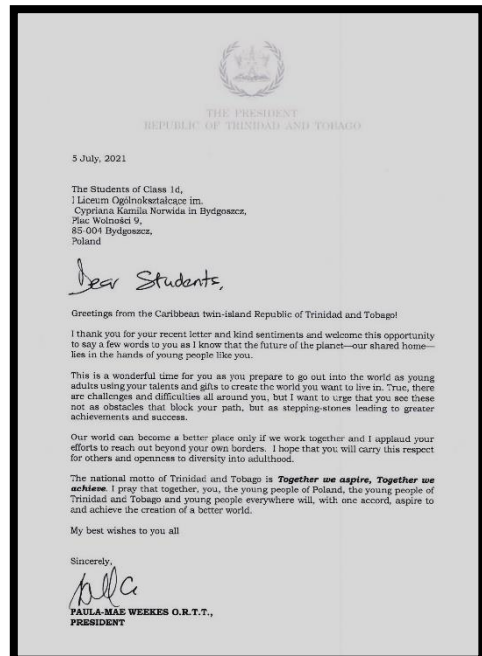 THE PRESIDENT
REPUBLIC OF TRINIDAD AND TOBAGO
5 July, 2021
The Students of Class 1d,
I Liceum Ogólnokształcące im.
Cypriana Kamila Norwida in Bydgoszcz,
Plac Wolności 9,
85-004 Bydgoszcz,
Poland
Dear Students,
Greetings from the Caribbean twin-island Republic of Trinidad and Tobago!
I thank you for your recent letter and kind sentiments and welcome this opportunity
to say a few words to you as I know that the future of the planet—our shared home—
lies in the hands of young people like you.
This is a wonderful time for you as you prepare to go out into the world as young
adults using your talents and gifts to create the world you want to live in. True, there
are challenges and difficulties all around you, but I want to urge that you see these
not as obstacles that block your path, but as stepping-stones leading to greater
achievements and success.
Our world can become a better place only if we work together and I applaud your
efforts to reach out beyond your own borders. I hope that you will carry this respect
for others and openness to diversity into adulthood.
The national motto of Trinidad and Tobago is Together we aspire, Together we
achieve. I pray that together, you, the young people of Poland, the young people of
Trinidad and Tobago and young people everywhere will, with one accord, aspire to
and achieve the creation of a better world.
My best wishes to you all
Sincerely,
PAULA-MAE WEEKES O.R.T.T.,
PRESIDENT